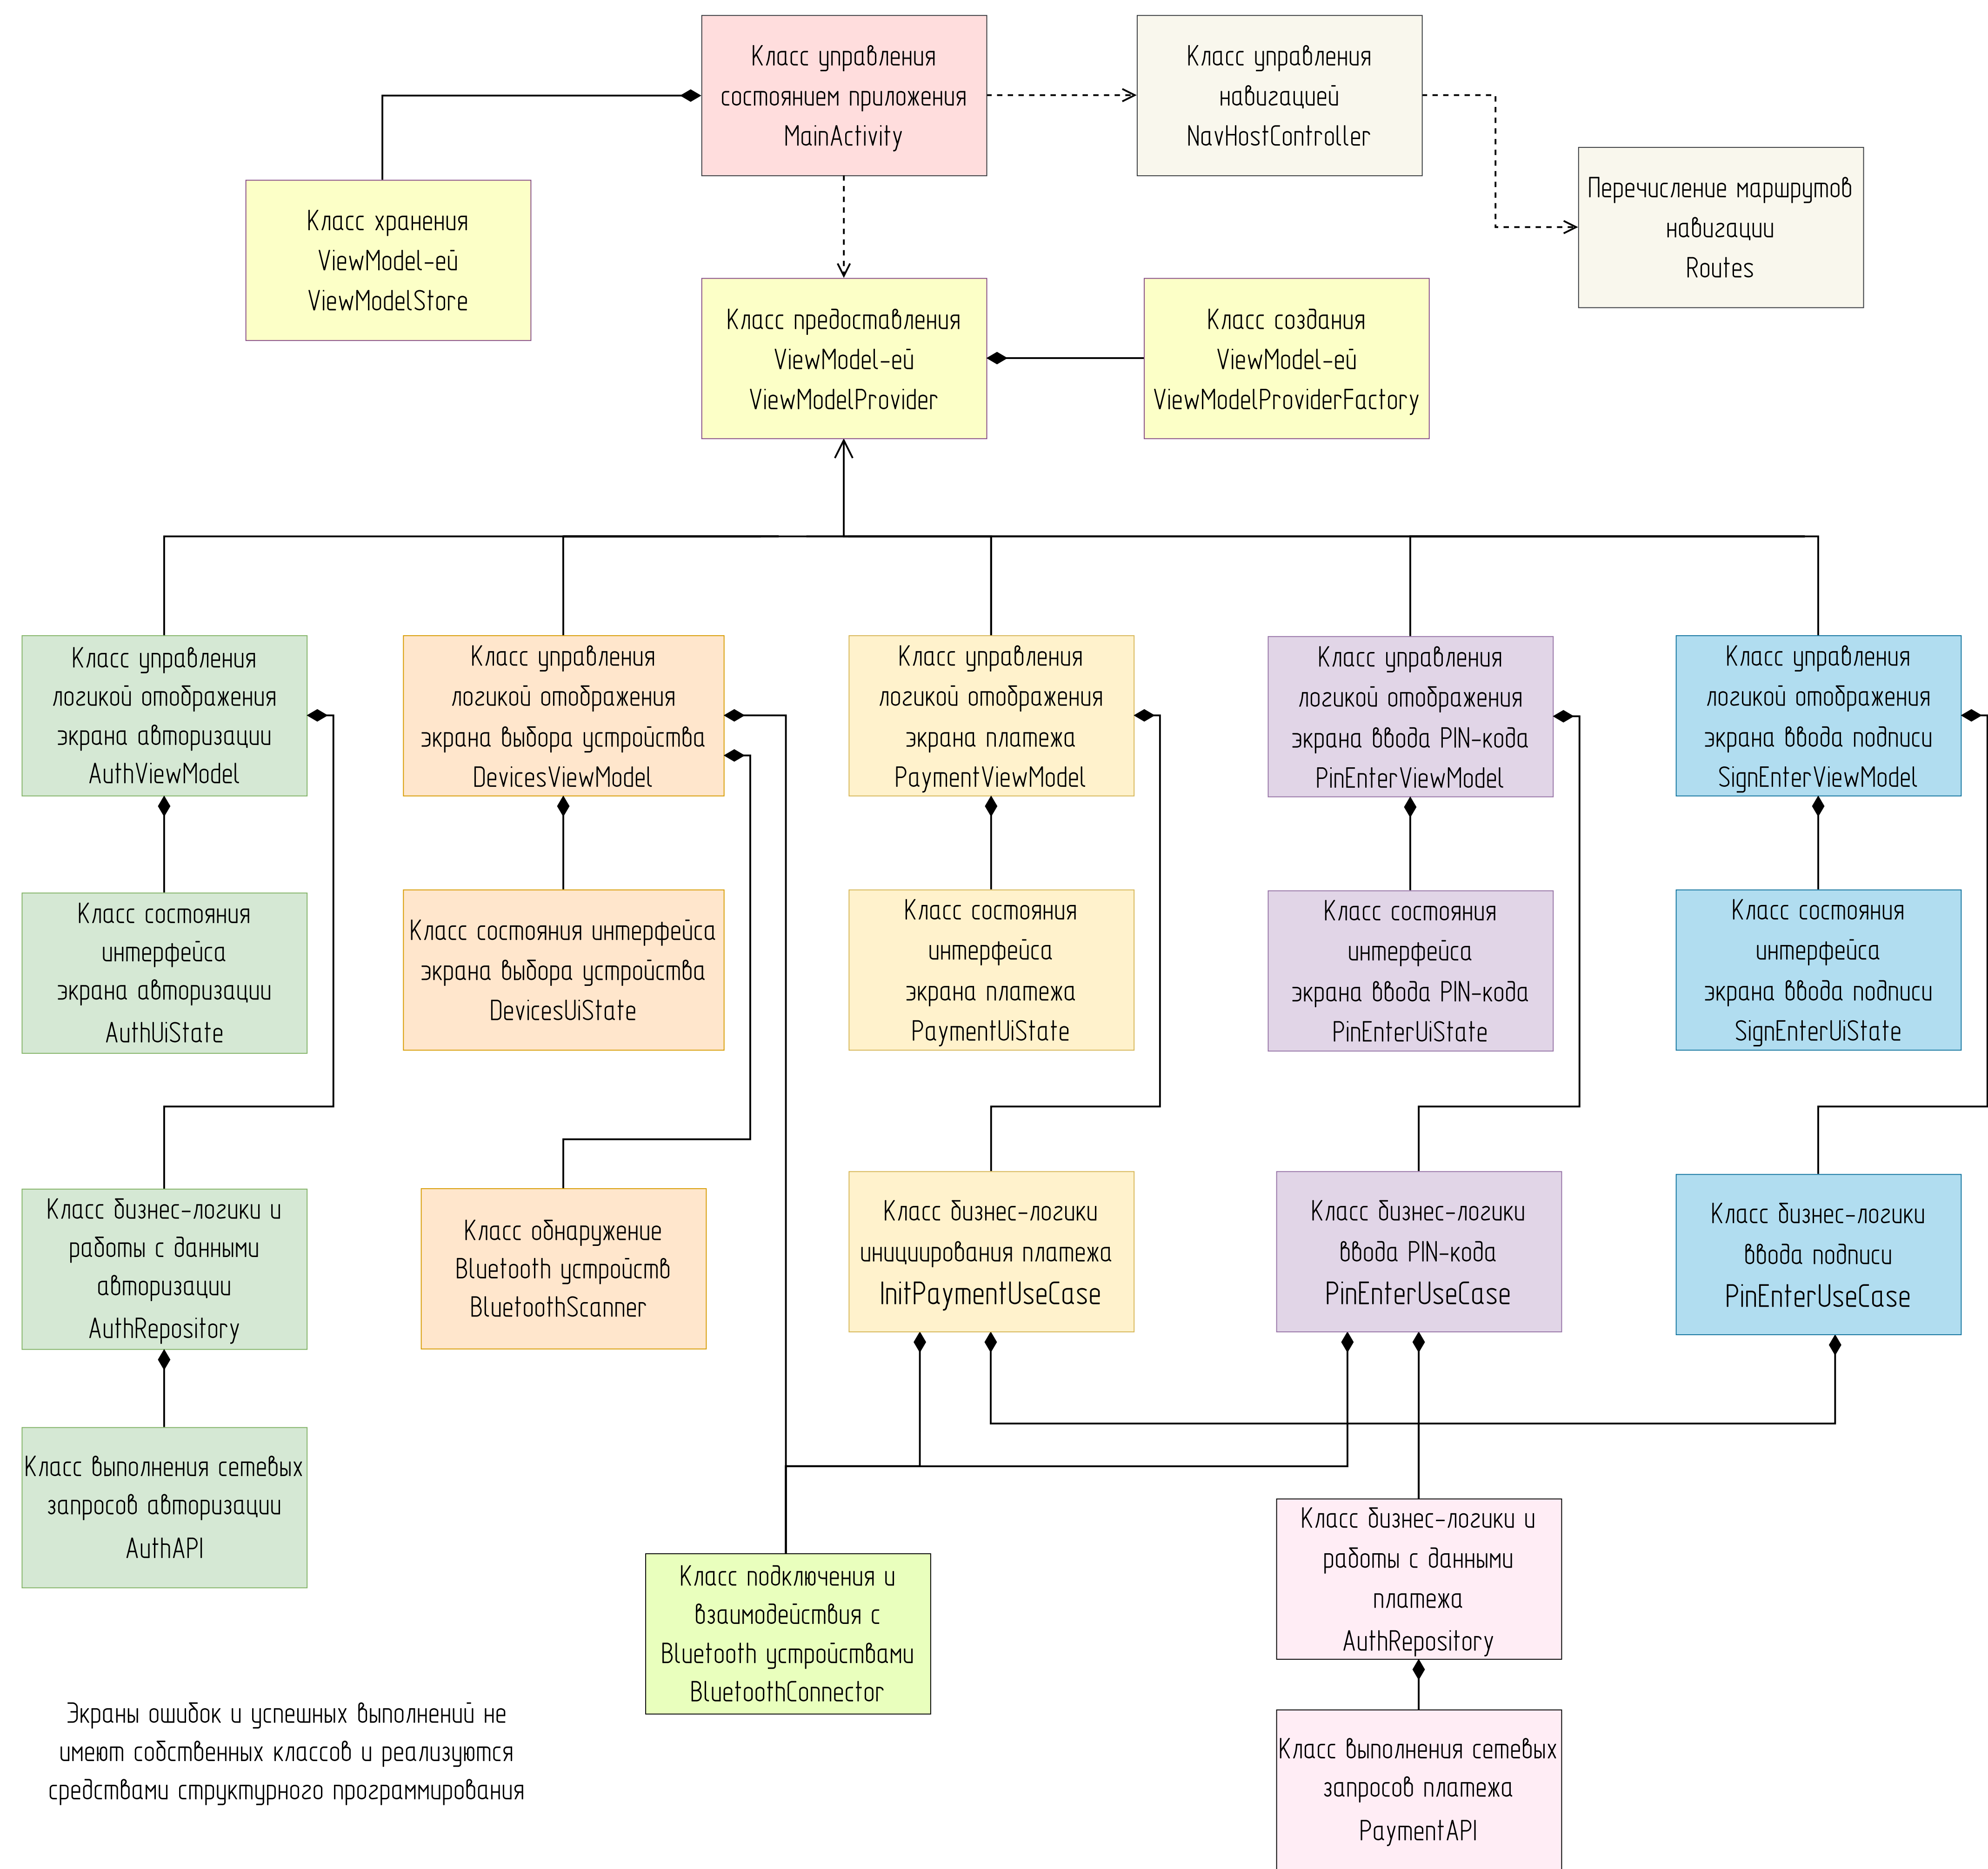 Класс управления
состоянием приложения
MainActivity
Класс управления
навигацией
NavHostController
Перечисление маршрутов
навигации
Routes
Класс хранения
ViewModel-ей
ViewModelStore
Класс предоставления
ViewModel-ей
ViewModelProvider
Класс создания
ViewModel-ей
ViewModelProviderFactory
Класс управления
логикой отображения
экрана авторизации
AuthViewModel
Класс управления
логикой отображения
экрана выбора устройства
DevicesViewModel
Класс управления
логикой отображения
экрана платежа
PaymentViewModel
Класс управления
логикой отображения
экрана ввода PIN-кода
PinEnterViewModel
Класс управления
логикой отображения
экрана ввода подписи
SignEnterViewModel
Класс состояния
интерфейса
экрана авторизации
AuthUiState
Класс состояния интерфейса
экрана выбора устройства
DevicesUiState
Класс состояния
интерфейса
экрана платежа
PaymentUiState
Класс состояния
интерфейса
экрана ввода PIN-кода
PinEnterUiState
Класс состояния
интерфейса
экрана ввода подписи
SignEnterUiState
Класс бизнес-логики и
работы с данными
авторизации
AuthRepository
Класс обнаружение
Bluetooth устройств
BluetoothScanner
Класс бизнес-логики
инициирования платежа
InitPaymentUseCase
Класс бизнес-логики
ввода PIN-кода
PinEnterUseCase
Класс бизнес-логики
ввода подписи
PinEnterUseCase
Класс выполнения сетевых
запросов авторизации
AuthAPI
Класс подключения и
взаимодействия с
Bluetooth устройствами
BluetoothConnector
Класс бизнес-логики и
работы с данными
платежа
AuthRepository
Класс выполнения сетевых
запросов платежа
PaymentAPI
Экраны ошибок и успешных выполнений не
имеют собственных классов и реализуются
средствами структурного программирования